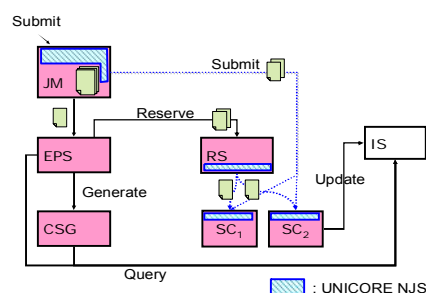 Submit
JM
Submit
Reserve
EPS
RS
IS
Generate
Update
CSG
SC1
SC2
Query
: UNICORE NJS